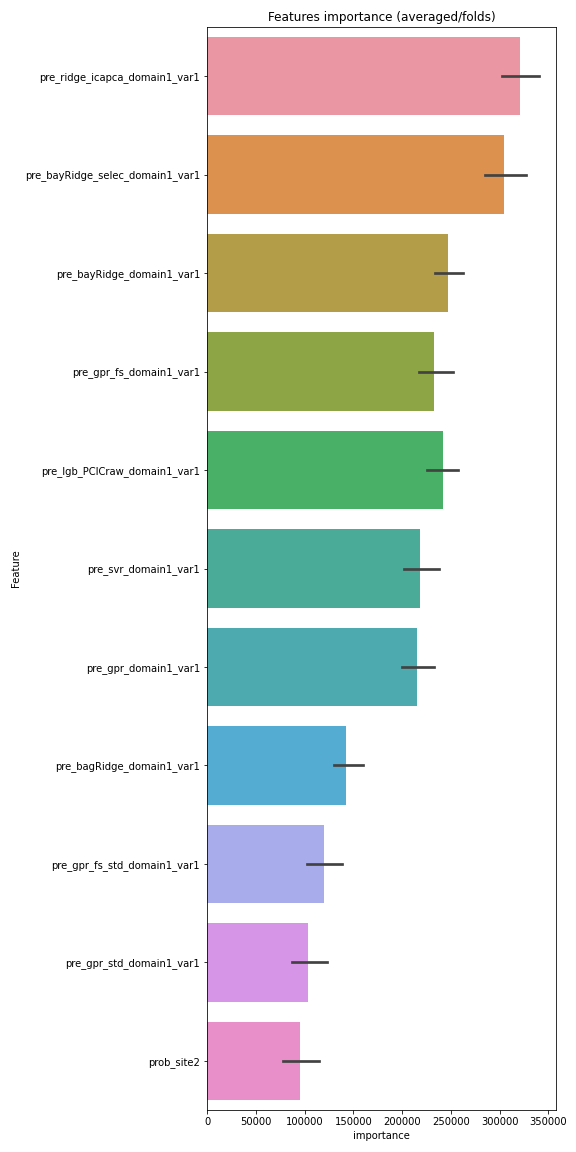 Features importance (averaged/folds)
pre_ridge_icapca_domain1_var1
pre_bayRidge_selec_domain1_var1
pre_bayRidge_domain1_var1
pre_gpr_fs_domain1_var1
pre_lgb_PCICraw_domain1_var1
pre_svr_domain1_var1
pre_gpr_domain1_var1
pre_bagRidge_domain1_var1
pre_gpr_fs_std_domain1_var1
pre_gpr_std_domain1_var1
prob_site2
Feature
0 50000 100000 150000 200000 250000 300000 350000
importance